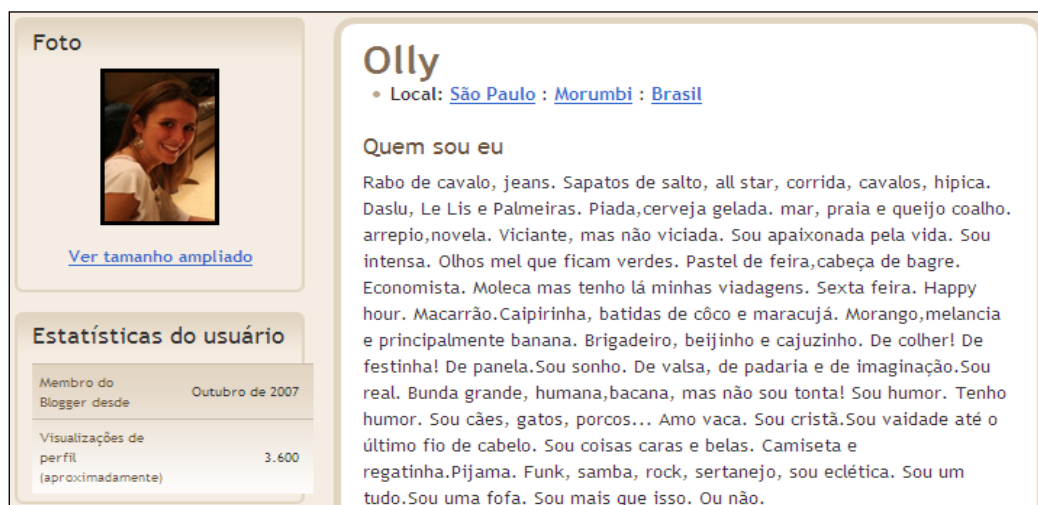 Foto
Ver tamanho ampliado
Estatísticas do usuário
Membro do
Blogger desde
Outubro de 2007
Visualizações de
perfil
(aproximadamente)
3.600
Olly
• Local: São Paulo : Morumbi : Brasil
Quem sou eu
Rabo de cavalo, jeans. Sapatos de salto, all star, corrida, cavalos, hipica.
Daslu, Le Lis e Palmeiras. Piada,cerveja gelada. mar, praia e queijo coalho.
arrepio,novela. Viciante, mas não viciada. Sou apaixonada pela vida. Sou
intensa. Olhos mel que ficam verdes. Pastel de feira,cabeça de bagre.
Economista. Moleca mas tenho lá minhas viadagens. Sexta feira. Happy
hour. Macarrão.Caipirinha, batidas de côco e maracujá. Morango,melancia
e principalmente banana. Brigadeiro, beijinho e cajuzinho. De colher! De
festinha! De panela.Sou sonho. De valsa, de padaria e de imaginação.Sou
real. Bunda grande, humana,bacana, mas não sou tonta! Sou humor. Tenho
humor. Sou cães, gatos, porcos... Amo vaca. Sou cristã.Sou vaidade até o
último fio de cabelo. Sou coisas caras e belas. Camiseta e
regatinha.Pijama. Funk, samba, rock, sertanejo, sou eclética. Sou um
tudo.Sou uma fofa. Sou mais que isso. Ou não.